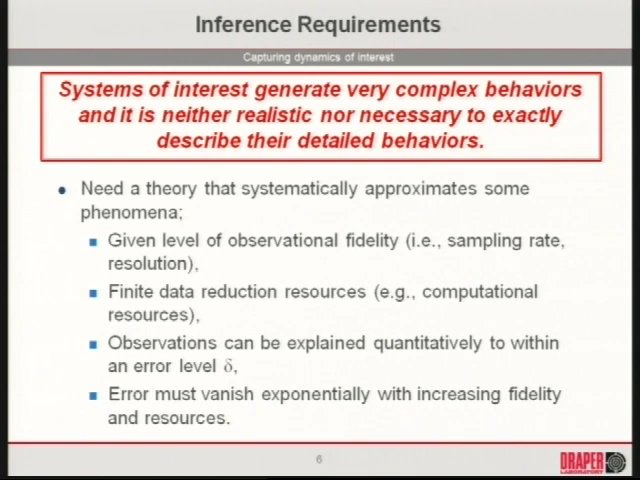 Inference Requirements
Capturing dynamics of interest
Systems of interest generate very complex behaviors
and it is neither realistic nor necessary to exactly
describe their detailed behaviors.
Need a theory that systematically approximates some
phenomena;
Given level of observational fidelity (i.e., sampling rate,
resolution),
Finite data reduction resources (e.g., computational
resources),
Observations can be explained quantitatively to within
an error level δ,
Error must vanish exponentially with increasing fidelity
and resources.
6
DRAPER
LABORATORY